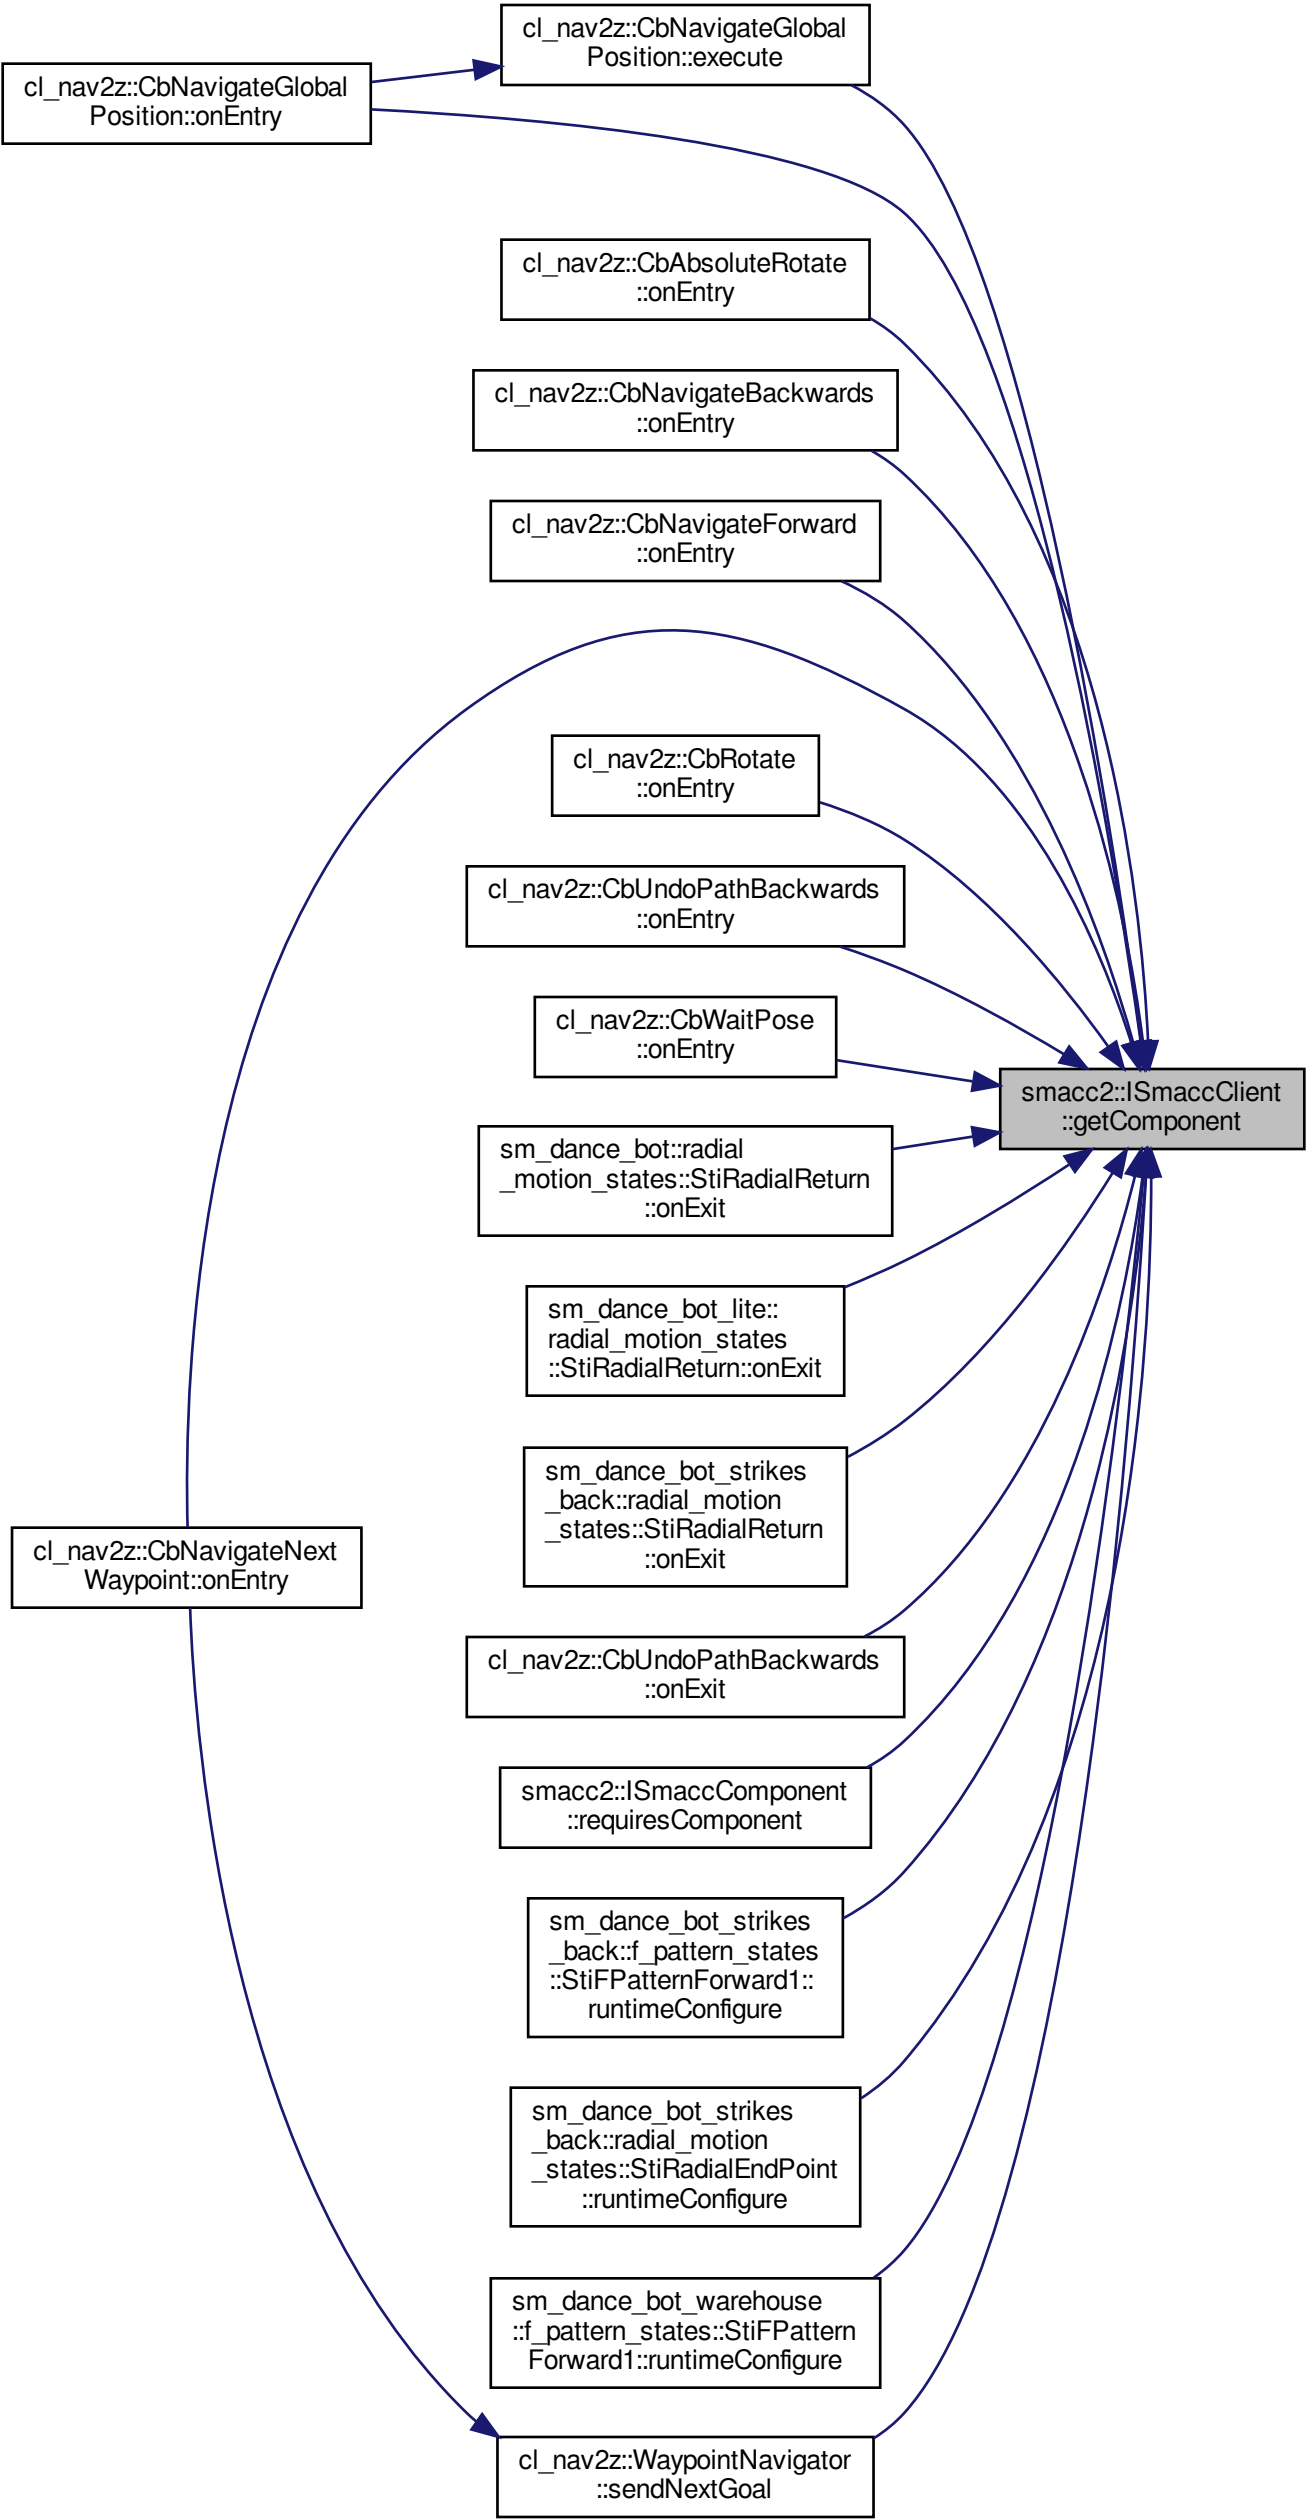 cl_nav2z::CbNavigateGlobal
Position::execute
cl_nav2z::CbNavigateGlobal
Position::onEntry
cl_nav2z::CbAbsoluteRotate
::onEntry
cl_nav2z::CbNavigateBackwards
::onEntry
cl_nav2z::CbNavigateForward
::onEntry
cl_nav2z::CbRotate
::onEntry
cl_nav2z::CbUndoPathBackwards
::onEntry
cl_nav2z::CbWaitPose
::onEntry
smacc2::ISmaccClient
::getComponent
sm_dance_bot::radial
_motion_states::StiRadialReturn
::onExit
sm_dance_bot_lite::
radial_motion_states
::StiRadialReturn::onExit
sm_dance_bot_strikes
_back::radial_motion
_states::StiRadialReturn
::onExit
cl_nav2z::CbNavigateNext
Waypoint::onEntry
cl_nav2z::CbUndoPathBackwards
::onExit
smacc2::ISmaccComponent
::requiresComponent
sm_dance_bot_strikes
_back::f_pattern_states
::StiFPatternForward1::
runtimeConfigure
sm_dance_bot_strikes
_back::radial_motion
_states::StiRadialEndPoint
::runtimeConfigure
sm_dance_bot_warehouse
::f_pattern_states::StiFPattern
Forward1::runtimeConfigure
cl_nav2z::WaypointNavigator
::sendNextGoal